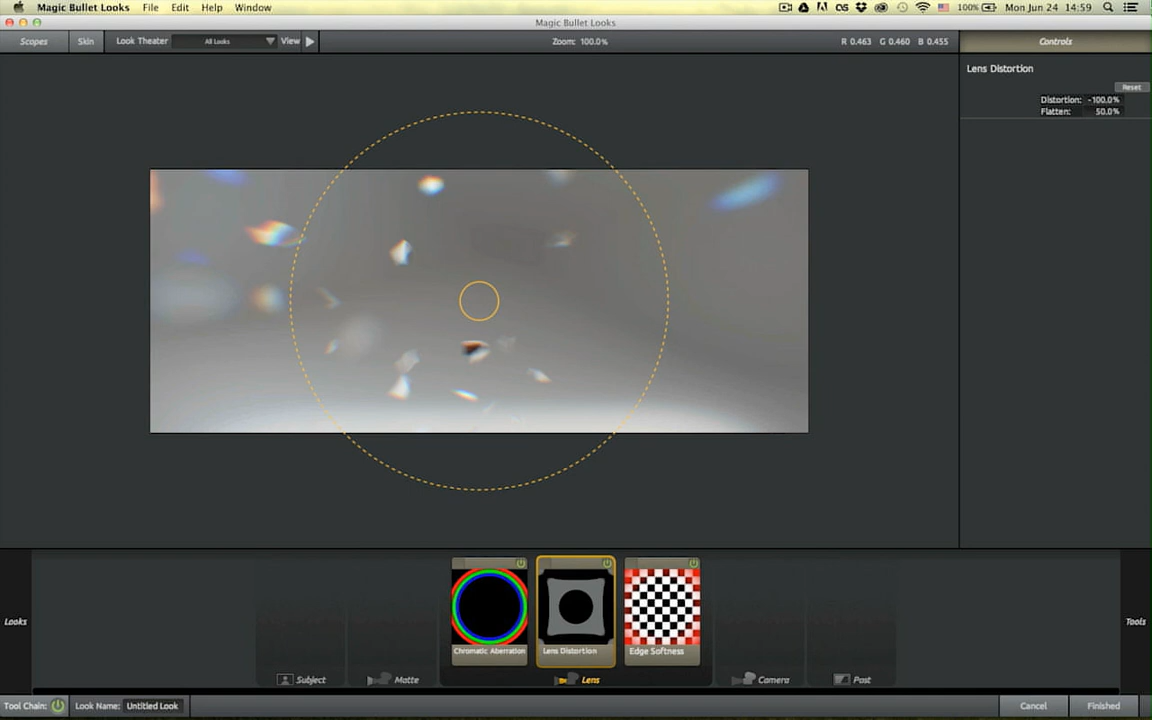 Magic Bullet Looks File Edit Help Window 100% Mon Jun 24 14:59
Magic Bullet Looks
Scopes Skin Look Theater All Looks View Zoom: 100.0% R 0.463 G 0.460 B 0.455 Controls
Lens Distortion
Reset
Distortion: -100.0%
Flatten: 50.0%
Chromatic Aberration Lens Distortion Edge Softness
Looks Tools
Subject Matte Lens Camera Post
Tool Chain: Look Name: Untitled Look Cancel Finished